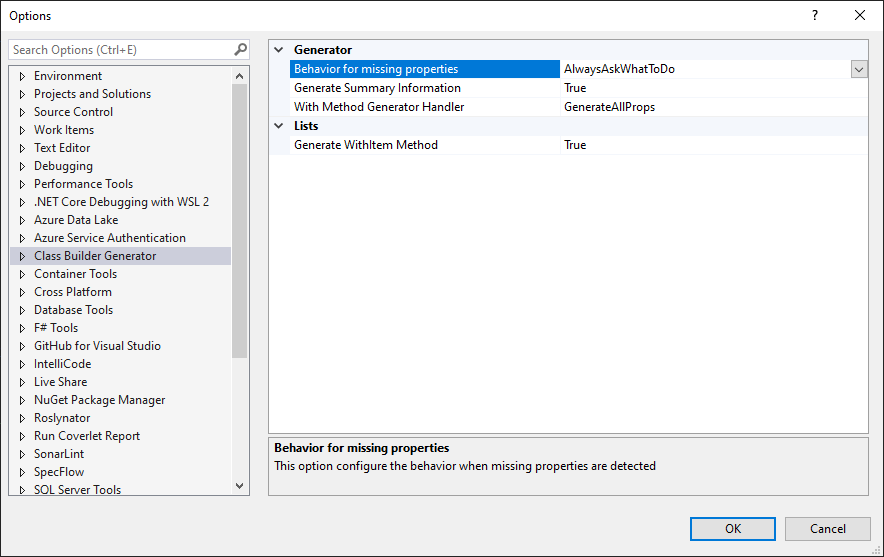 Options
?
Search Options (Ctrl+E)
Environment
Projects and Solutions
Source Control
Work Items
Text Editor
Debugging
Performance Tools
.NET Core Debugging with WSL 2
Azure Data Lake
Azure Service Authentication
Class Builder Generator
Container Tools
Cross Platform
Database Tools
F# Tools
GitHub for Visual Studio
IntelliCode
Live Share
NuGet Package Manager
Roslynator
Run Coverlet Report
SonarLint
SpecFlow
SQL Server Tools
Generator
Behavior for missing properties AlwaysAskWhatToDo
Generate Summary Information True
With Method Generator Handler GenerateAllProps
Lists
Generate WithItem Method True
Behavior for missing properties
This option configure the behavior when missing properties are detected
OK Cancel